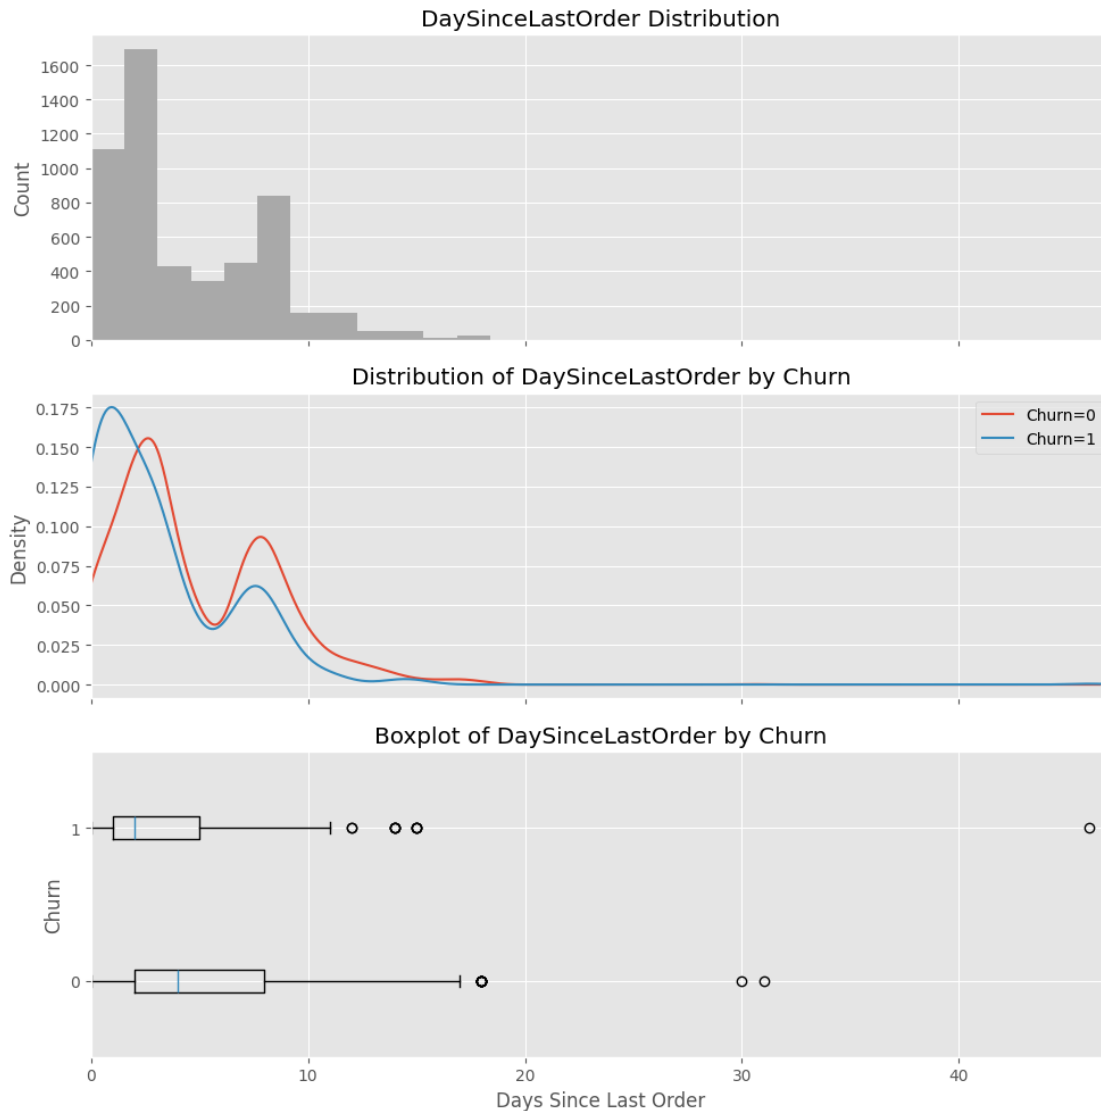 DaySinceLastOrder Distribution
1600
1400
1200
1000
800
600
400
200
0
Count
Distribution of DaySinceLastOrder by Churn
0.175
0.150
0.125
0.100
0.075
0.050
0.025
0.000
Density
Churn=0
Churn=1
Boxplot of DaySinceLastOrder by Churn
1
0
Churn
0 10 20 30 40
Days Since Last Order